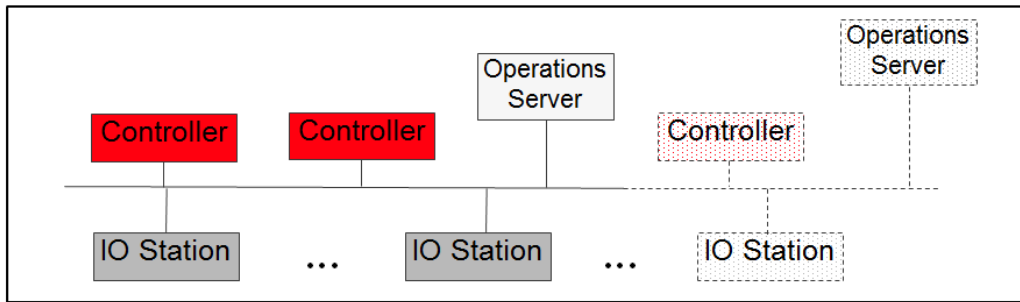 Operations
Server
Operations
Server
Controller
Controller
Controller
IO Station
...
IO Station
...
IO Station